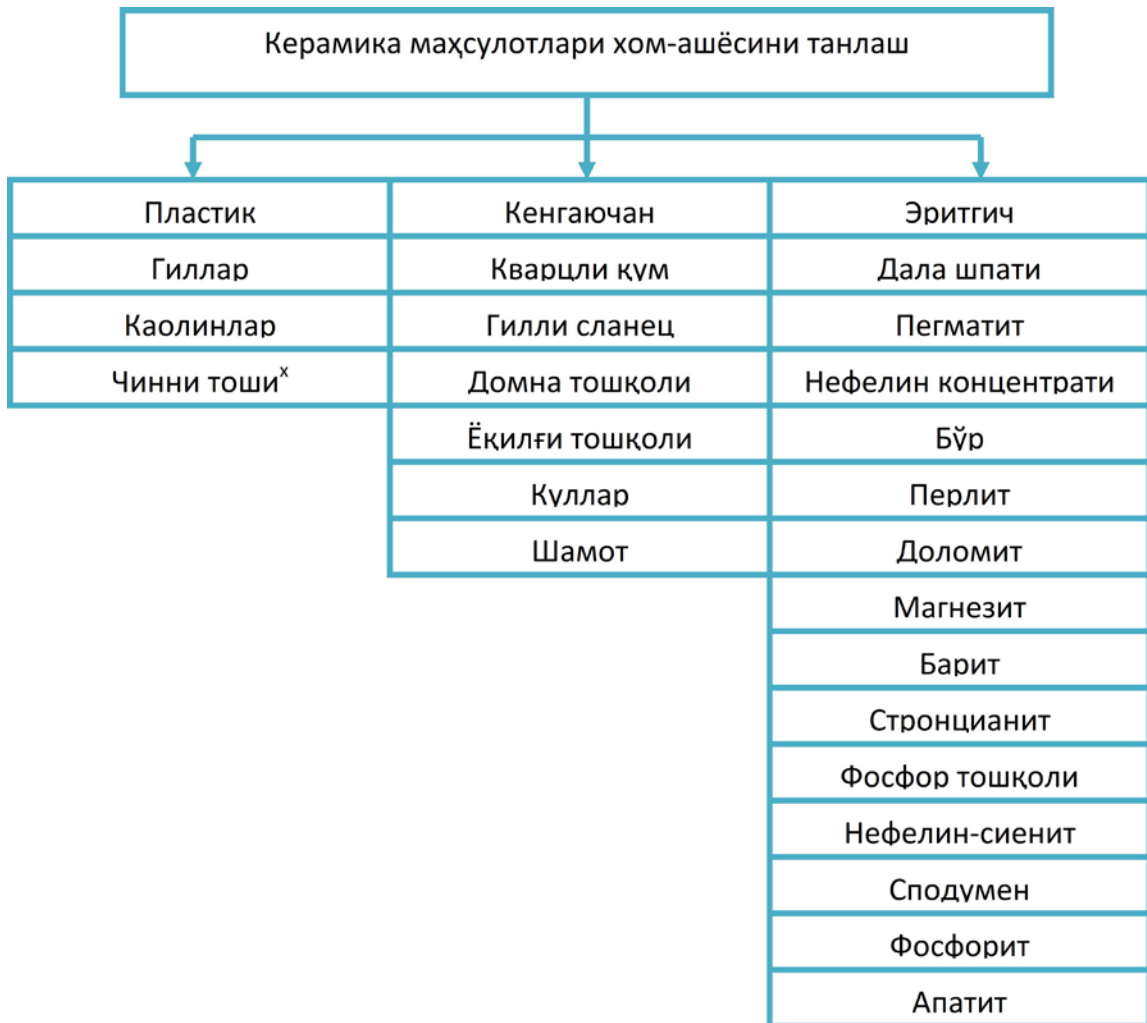 Керамика маҳсулотлари хом-ашёсини танлаш
Пластик Кенгаючан Эритгич
Гиллар Кварцли қум Дала шпати
Каолинлар Гилли сланец Пегматит
Чинни тошиˣ Домна тошқоли Нефелин концентрати
Ёқилғи тошқоли Бўр
Куллар Перлит
Шамот Доломит
Магнезит
Барит
Стронцианит
Фосфор тошқоли
Нефелин-сиенит
Сподумен
Фосфорит
Апатит